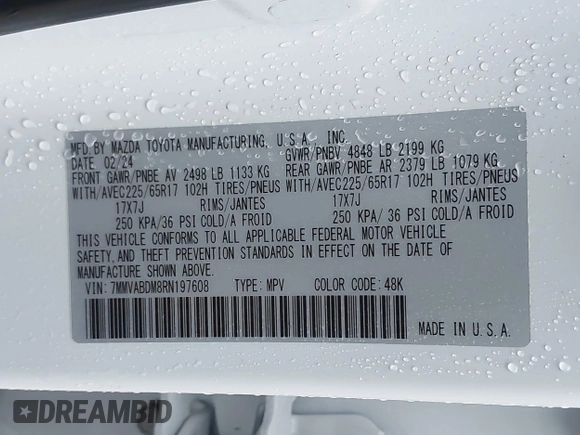 MFD BY MAZDA TOYOTA MANUFACTURING, U.S.A., INC.
DATE 02/24 GVWR/PNBV 4848 LB 2199 KG
FRONT GAWR/PNBE AV 2498 LB 1133 KG REAR GAWR/PNBE AR 2379 LB 1079 KG
WITH/AVEC225/65R17 102H TIRES/PNEUS WITH/AVEC225/65R17 102H TIRES/PNEUS
17X7J RIMS/JANTES 17X7J RIMS/JANTES
250 KPA/36 PSI COLD/A FROID 250 KPA/ 36 PSI COLD/A FROID
THIS VEHICLE CONFORMS TO ALL APPLICABLE FEDERAL MOTOR VEHICLE
SAFETY, AND THEFT PREVENTION STANDARDS IN EFFECT ON THE DATE OF
MANUFACTURE SHOWN ABOVE.
VIN: 7MMVABDM8RN197608 TYPE: MPV COLOR CODE: 48K
MADE IN U.S.A.
DREAMBID